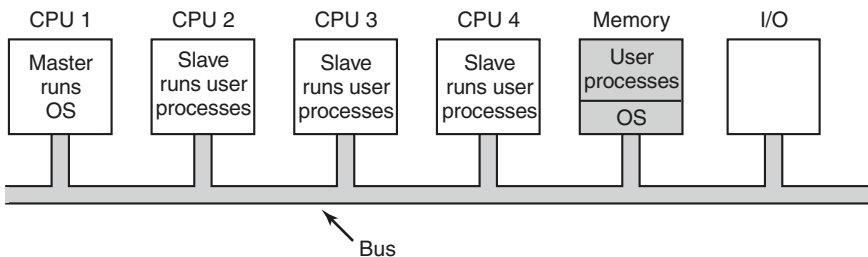 CPU 1
CPU 2
CPU 3
CPU 4
Memory
I/O
Master
runs
OS
Slave
runs user
processes
Slave
runs user
processes
Slave
runs user
processes
User
processes
OS
Bus